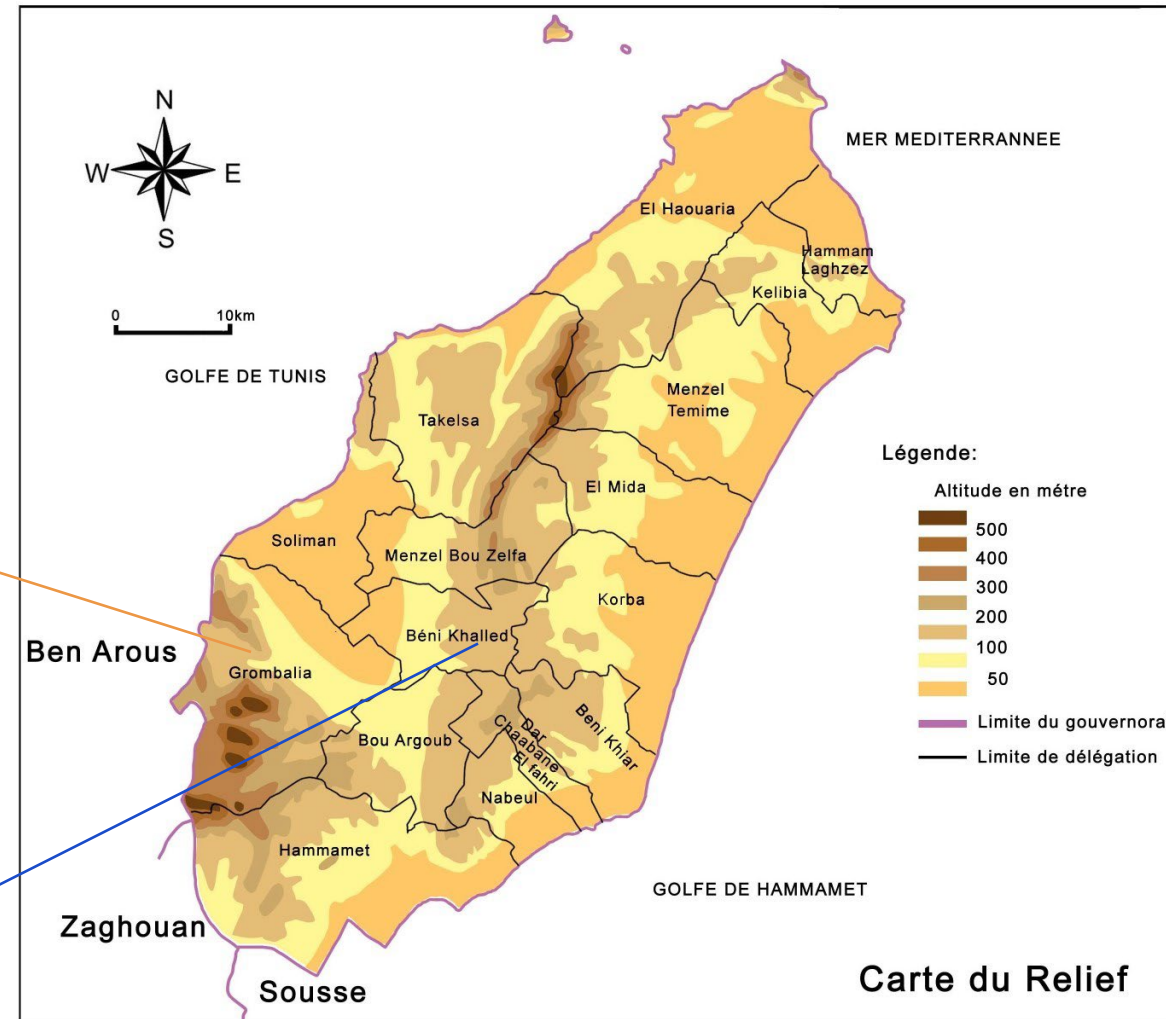 N
W E
S
0 10km
MER MEDITERRANNEE
El Haouaria
Hammam
Laghzez
Kelibia
GOLFE DE TUNIS
Menzel
Temime
Takelsa
El Mida
Soliman
Menzel Bou Zelfa
Korba
Béni Khalled
Ben Arous
Grombalia
Bou Argoub
Dar
Chaabane
El fahri
Beni Khiar
Nabeul
Hammamet
GOLFE DE HAMMAMET
Zaghouan
Sousse
Légende:
Altitude en métre
500
400
300
200
100
50
Limite du gouvernora
Limite de délégation
Carte du Relief